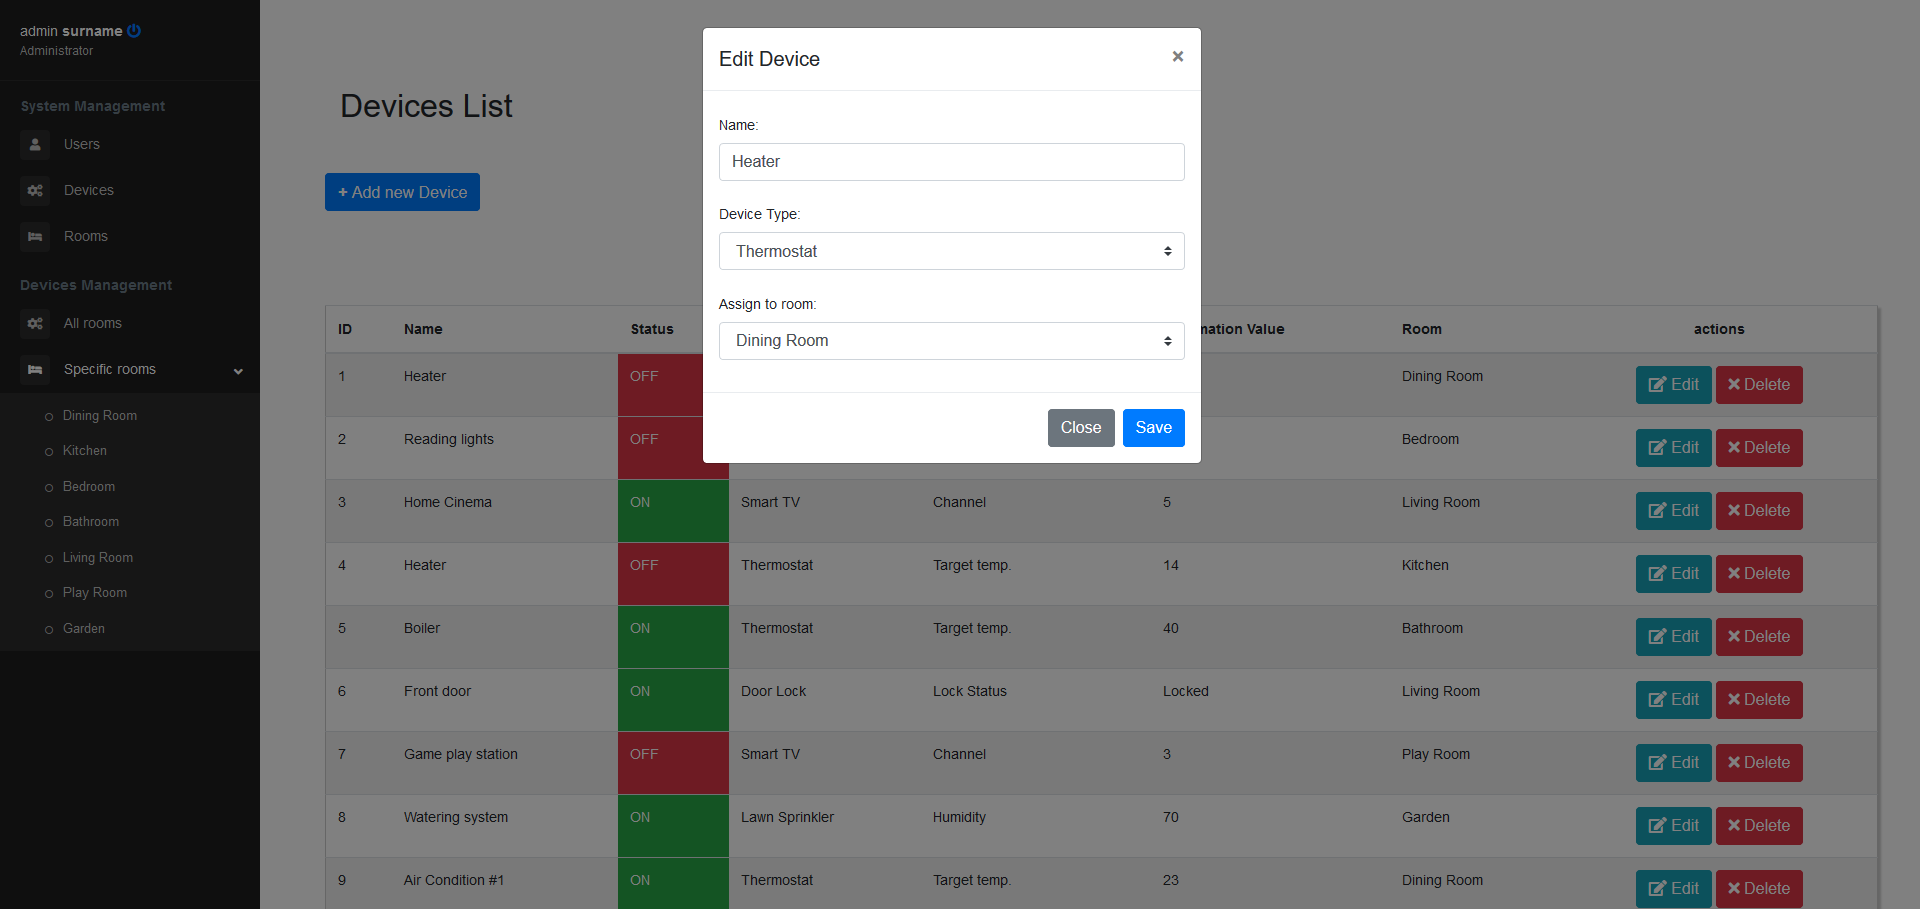 admin surname
Administrator
System Management
Users
Devices
Rooms
Devices Management
All rooms
Specific rooms
Dining Room
Kitchen
Bedroom
Bathroom
Living Room
Play Room
Garden
Devices List
+ Add new Device
Edit Device
×
Name:
Heater
Device Type:
Thermostat
Assign to room:
Dining Room
Close Save
ID Name Status mation Value Room actions
1 Heater OFF Dining Room Edit Delete
2 Reading lights OFF Bedroom Edit Delete
3 Home Cinema ON Smart TV Channel 5 Living Room Edit Delete
4 Heater OFF Thermostat Target temp. 14 Kitchen Edit Delete
5 Boiler ON Thermostat Target temp. 40 Bathroom Edit Delete
6 Front door ON Door Lock Lock Status Locked Living Room Edit Delete
7 Game play station OFF Smart TV Channel 3 Play Room Edit Delete
8 Watering system ON Lawn Sprinkler Humidity 70 Garden Edit Delete
9 Air Condition #1 ON Thermostat Target temp. 23 Dining Room Edit Delete